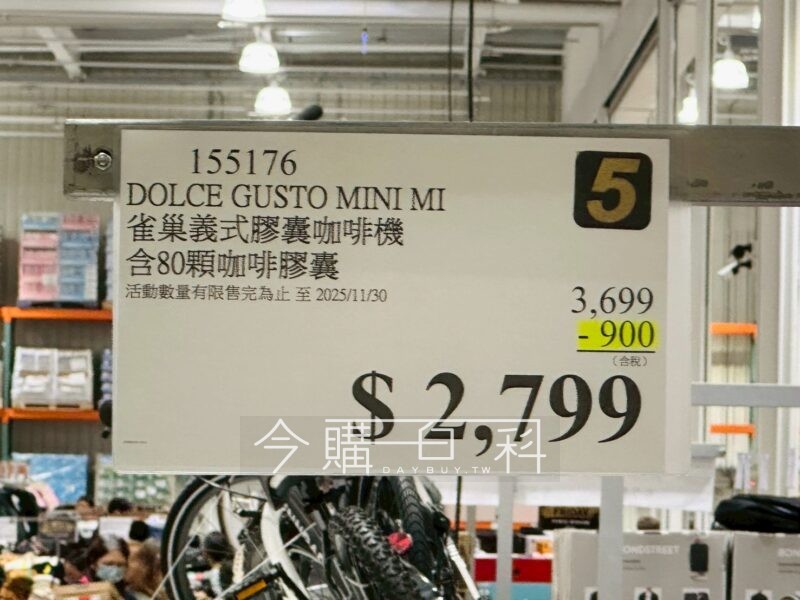 155176
DOLCE GUSTO MINI MI
雀巢義式膠囊咖啡機
含80顆咖啡膠囊
活動數量有限售完為止 至 2025/11/30
5
3,699
- 900
(含稅)
$ 2,799
今購百科
DAYBUY.TW
FRIDAY
BONDSTREET